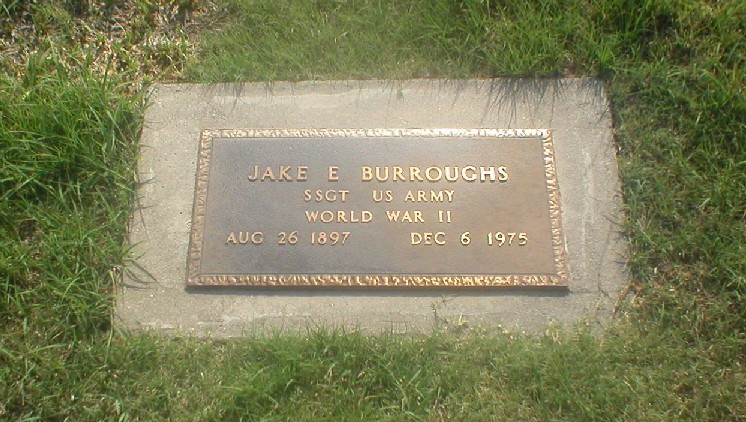 JAKE E BURROUGHS
SSGT US ARMY
WORLD WAR II
AUG 26 1897 DEC 6 1975